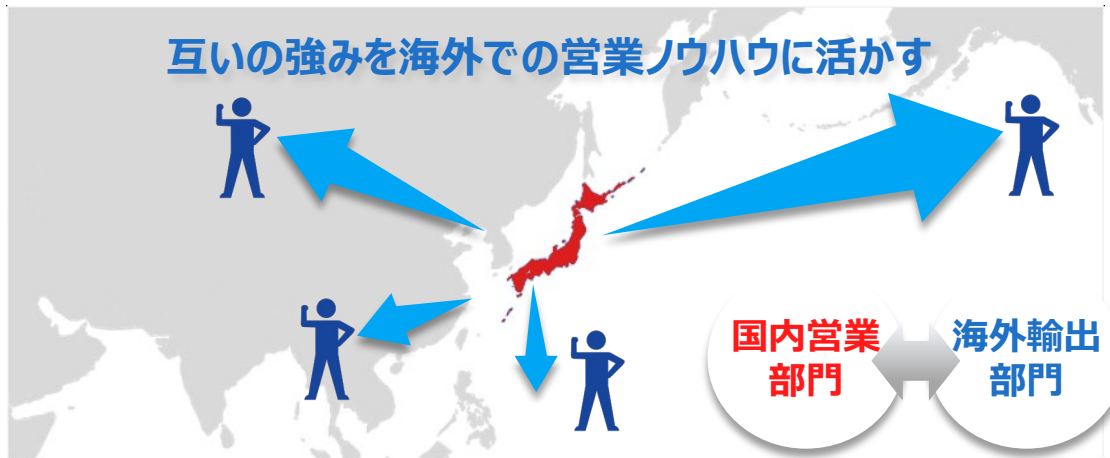 互いの強みを海外での営業ノウハウに活かす
国内営業
部門
海外輸出
部門